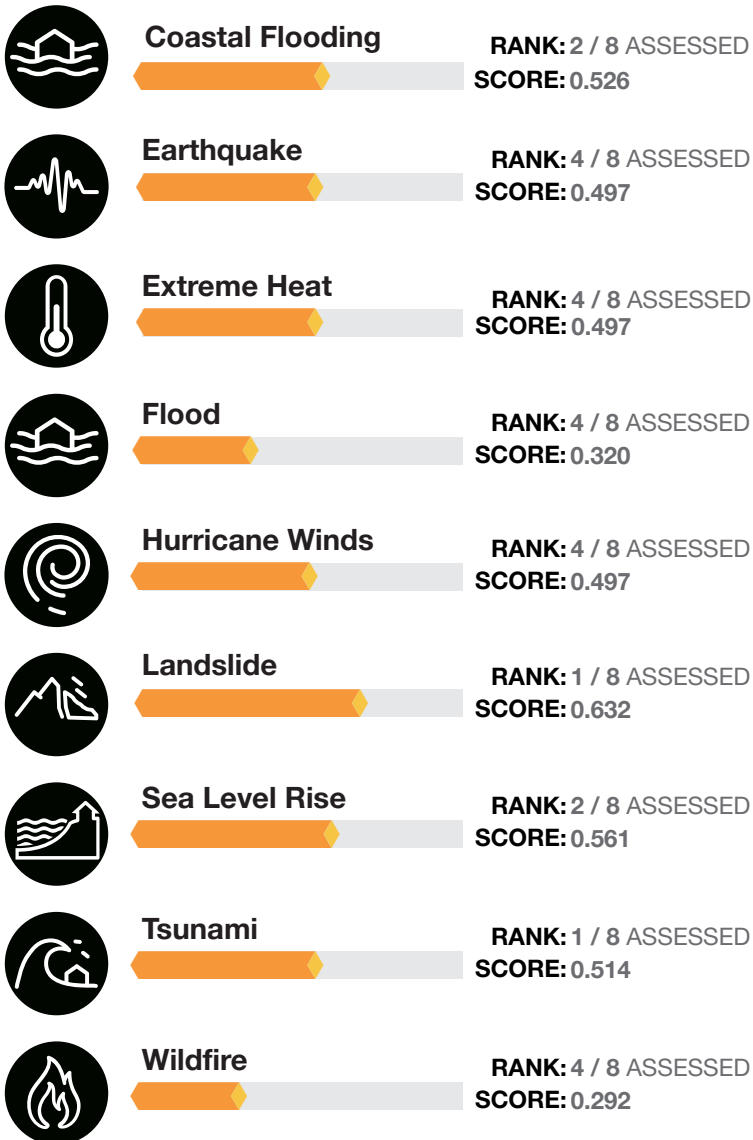 Coastal Flooding
RANK: 2 / 8 ASSESSED
SCORE: 0.526
Earthquake
RANK: 4 / 8 ASSESSED
SCORE: 0.497
Extreme Heat
RANK: 4 / 8 ASSESSED
SCORE: 0.497
Flood
RANK: 4 / 8 ASSESSED
SCORE: 0.320
Hurricane Winds
RANK: 4 / 8 ASSESSED
SCORE: 0.497
Landslide
RANK: 1 / 8 ASSESSED
SCORE: 0.632
Sea Level Rise
RANK: 2 / 8 ASSESSED
SCORE: 0.561
Tsunami
RANK: 1 / 8 ASSESSED
SCORE: 0.514
Wildfire
RANK: 4 / 8 ASSESSED
SCORE: 0.292